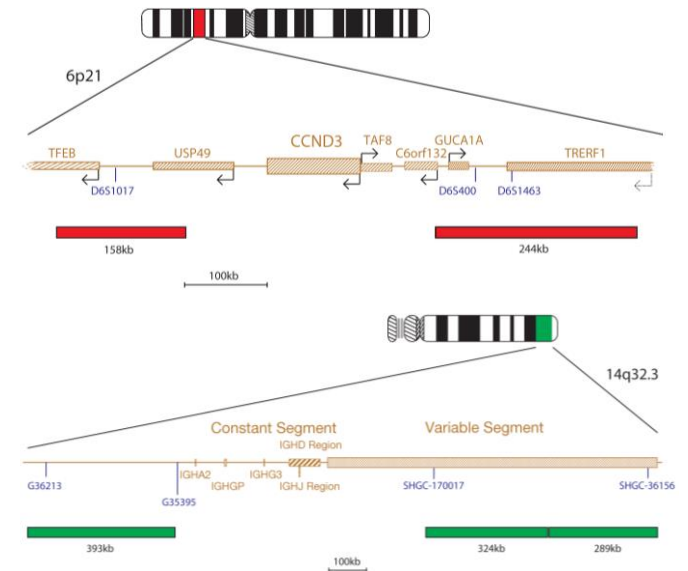 6p21
CCND3
TFEB USP49 TAF8 C6orf132 GUCA1A TRERF1
D6S1017 D6S400 D6S1463
158kb 244kb
100kb
14q32.3
Constant Segment Variable Segment
IGHD Region
IGHA2 IGHGP IGHG3 IGHJ Region
G36213 G35395 SHGC-170017 SHGC-36156
393kb 324kb 289kb
100kb